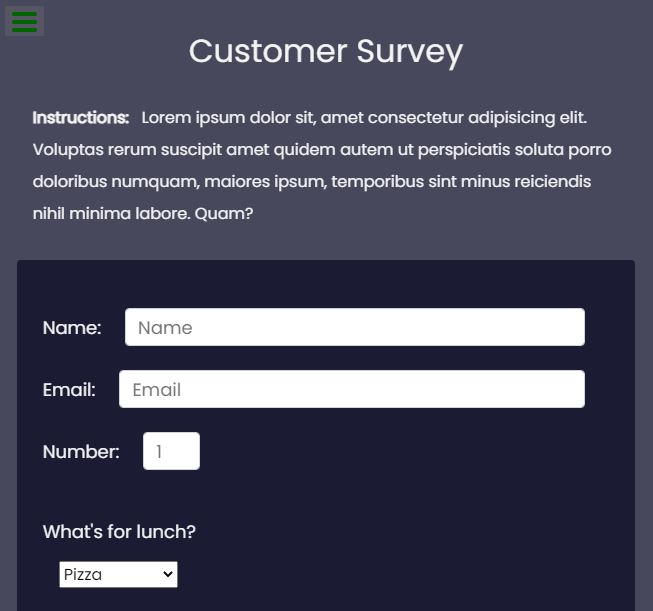 Customer Survey
Instructions: Lorem ipsum dolor sit, amet consectetur adipisicing elit.
Voluptas rerum suscipit amet quidem autem ut perspiciatis soluta porro
doloribus numquam, maiores ipsum, temporibus sint minus reiciendis
nihil minima labore. Quam?
Name: Name
Email: Email
Number: 1
What's for lunch?
Pizza